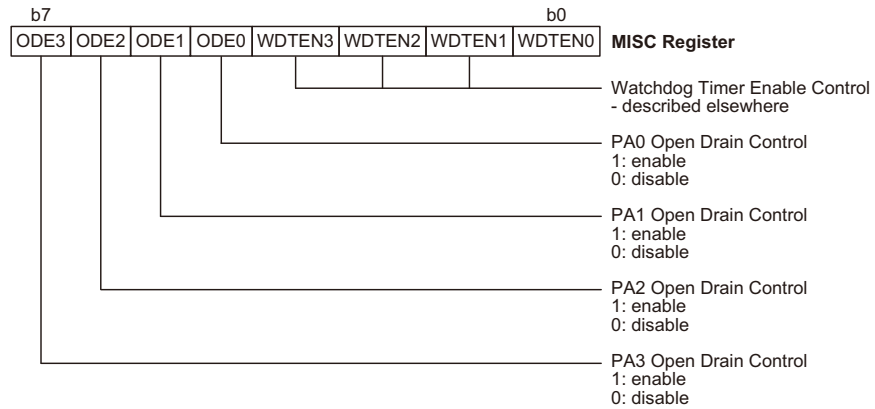 b7 b0
ODE3 ODE2 ODE1 ODE0 WDTEN3 WDTEN2 WDTEN1 WDTEN0 MISC Register
Watchdog Timer Enable Control
- described elsewhere
PA0 Open Drain Control
1: enable
0: disable
PA1 Open Drain Control
1: enable
0: disable
PA2 Open Drain Control
1: enable
0: disable
PA3 Open Drain Control
1: enable
0: disable